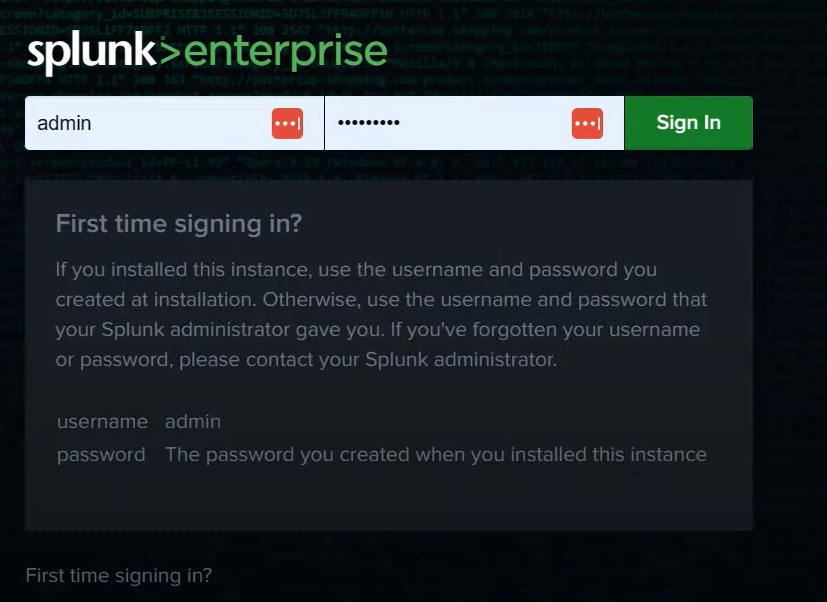 splunk>enterprise
admin ••••••••• Sign In
First time signing in?
If you installed this instance, use the username and password you
created at installation. Otherwise, use the username and password that
your Splunk administrator gave you. If you've forgotten your username
or password, please contact your Splunk administrator.
username admin
password The password you created when you installed this instance
First time signing in?